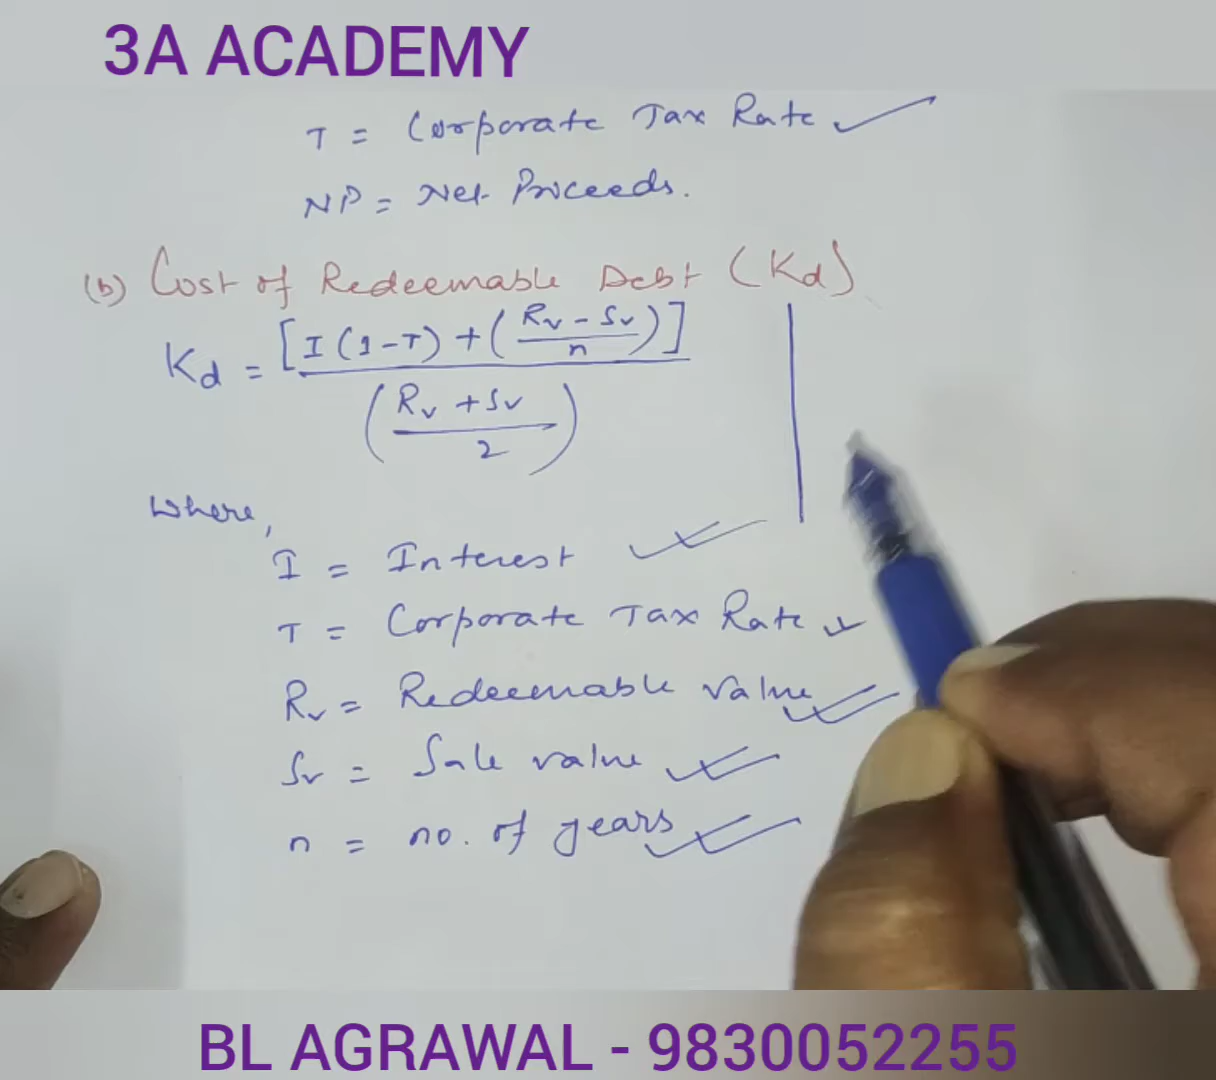 3A ACADEMY
T = Corporate Tax Rate ✓
NP = Net Proceeds.
(b) Cost of Redeemable Debt (Kd)
Kd = [I (1-T) + ((Rv - Sv)/n)] / ((Rv + Sv)/2)
Where,
I = Interest ✓
T = Corporate Tax Rate ✓
Rv = Redeemable value ✓
Sv = Sale value ✓
n = no. of years ✓
BL AGRAWAL - 9830052255